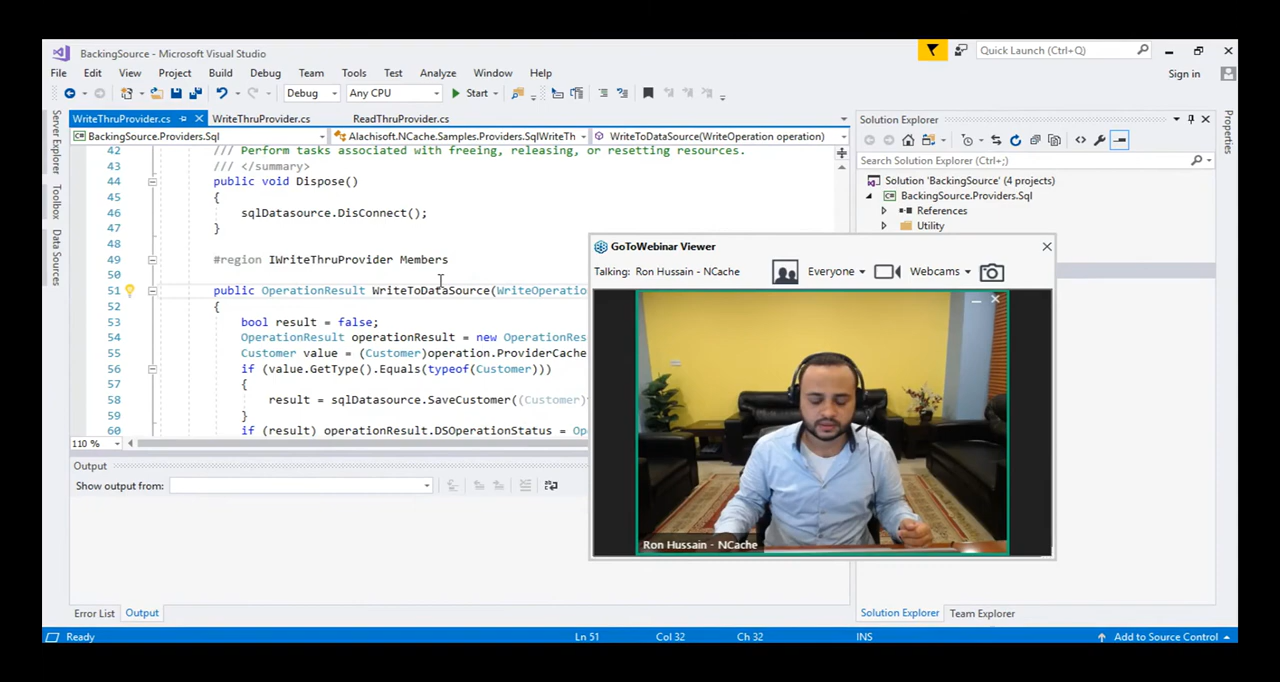 BackingSource - Microsoft Visual Studio
Quick Launch (Ctrl+Q)
File Edit View Project Build Debug Team Tools Test Analyze Window Help
Sign in
Debug Any CPU Start
Server Explorer
Toolbox
Data Sources
WriteThruProvider.cs WriteThruProvider.cs ReadThruProvider.cs
BackingSource.Providers.Sql Alachisoft.NCache.Samples.Providers.SqlWriteTh WriteToDataSource(WriteOperation operation)
42 /// Perform tasks associated with freeing, releasing, or resetting resources.
43 /// </summary>
44 public void Dispose()
45 {
46 sqlDatasource.DisConnect();
47 }
48
49 #region IWriteThruProvider Members
50
51 public OperationResult WriteToDataSource(WriteOperatio
52 {
53 bool result = false;
54 OperationResult operationResult = new OperationRes
55 Customer value = (Customer)operation.ProviderCache
56 if (value.GetType().Equals(typeof(Customer)))
57 {
58 result = sqlDatasource.SaveCustomer((Customer)
59 }
60 if (result) operationResult.DSOperationStatus = Op
110 %
Output
Show output from:
Error List Output
Solution Explorer
Search Solution Explorer (Ctrl+;)
Solution 'BackingSource' (4 projects)
BackingSource.Providers.Sql
References
Utility
Solution Explorer Team Explorer
Properties
GoToWebinar Viewer
Talking: Ron Hussain - NCache Everyone Webcams
Ron Hussain - NCache
Ready Ln 51 Col 32 Ch 32 INS Add to Source Control